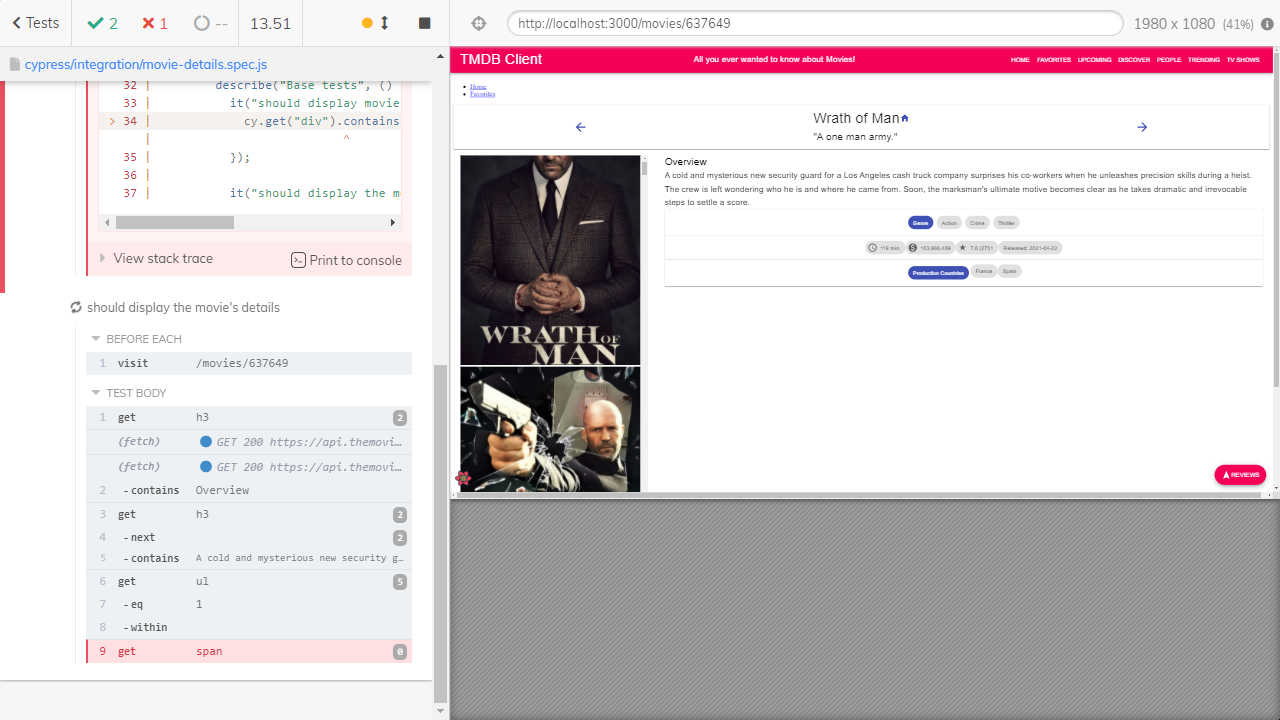 Tests 2 1 -- 13.51
cypress/integration/movie-details.spec.js
32 | describe("Base tests", ()
33 | it("should display movie
> 34 | cy.get("div").contains
^
35 | });
36 |
it("should display the m
View stack trace
Print to console
should display the movie's details
BEFORE EACH
1 visit /movies/637649
TEST BODY
1 get h3 2
(fetch) GET 200 https://api.themovi…
(fetch) GET 200 https://api.themovi…
2 -contains Overview
3 get h3 2
4 -next 2
5 -contains A cold and mysterious new security g…
6 get ul 5
7 -eq 1
8 -within
9 get span 0
http://localhost:3000/movies/637649
1980 x 1080 (41%)
TMDB Client
All you ever wanted to know about Movies!
HOME FAVORITES UPCOMING DISCOVER PEOPLE TRENDING TV SHOWS
Home
Favorites
Wrath of Man
"A one man army."
WRATH OF
MAN
Overview
A cold and mysterious new security guard for a Los Angeles cash truck company surprises his co-workers when he unleashes precision skills during a heist.
The crew is left wondering who he is and where he came from. Soon, the marksman's ultimate motive becomes clear as he takes dramatic and irrevocable
steps to settle a score.
Genre Action Crime Thriller
119 min. 103,966,489 7.6 (2751 Released: 2021-04-22
Production Countries France Spain
REVIEWS